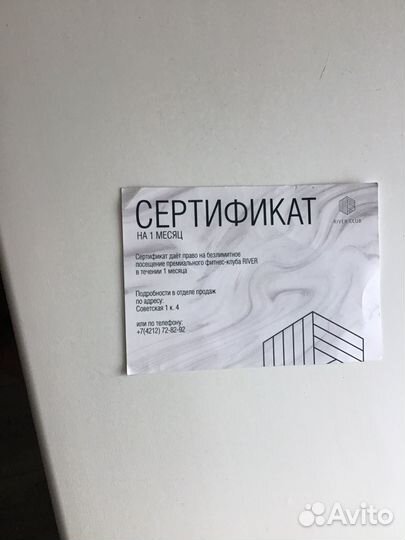 СЕРТИФИКАТ
НА 1 МЕСЯЦ
RIVER CLUB
Сертификат даёт право на безлимитное
посещение премиального фитнес-клуба RIVER
в течении 1 месяца
Подробности в отделе продаж
по адресу:
Советская 1 к. 4
или по телефону:
+7(4212) 72-82-92
Avito